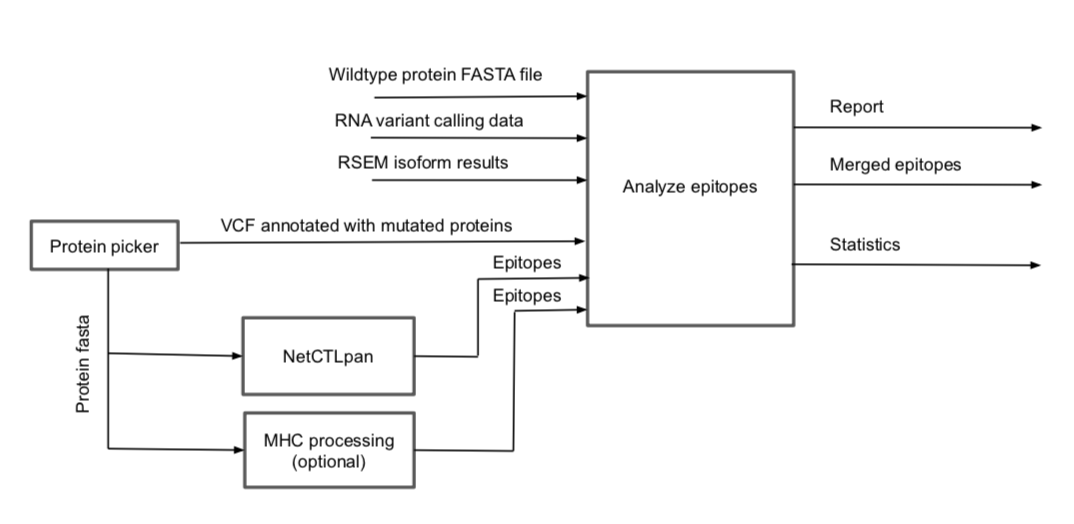 Wildtype protein FASTA file
RNA variant calling data
RSEM isoform results
VCF annotated with mutated proteins
Protein picker
Epitopes
Epitopes
Protein fasta
NetCTLpan
MHC processing
(optional)
Analyze epitopes
Report
Merged epitopes
Statistics